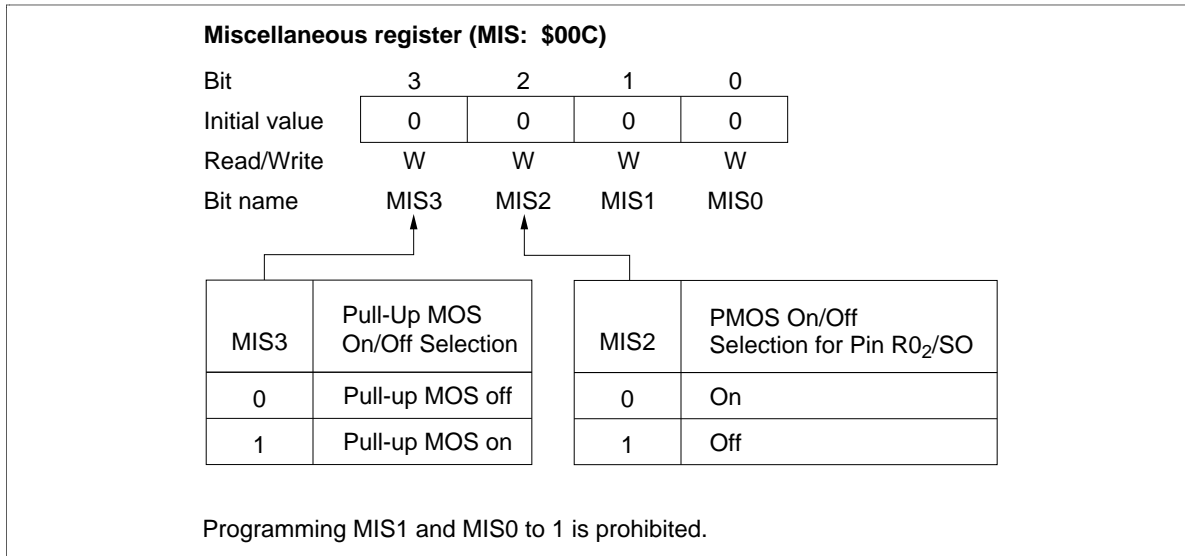 Miscellaneous register (MIS: $00C)
Bit 3 2 1 0
Initial value 0 0 0 0
Read/Write W W W W
Bit name MIS3 MIS2 MIS1 MIS0
MIS3 Pull-Up MOS
On/Off Selection
0 Pull-up MOS off
1 Pull-up MOS on
MIS2 PMOS On/Off
Selection for Pin R0₂/SO
0 On
1 Off
Programming MIS1 and MIS0 to 1 is prohibited.